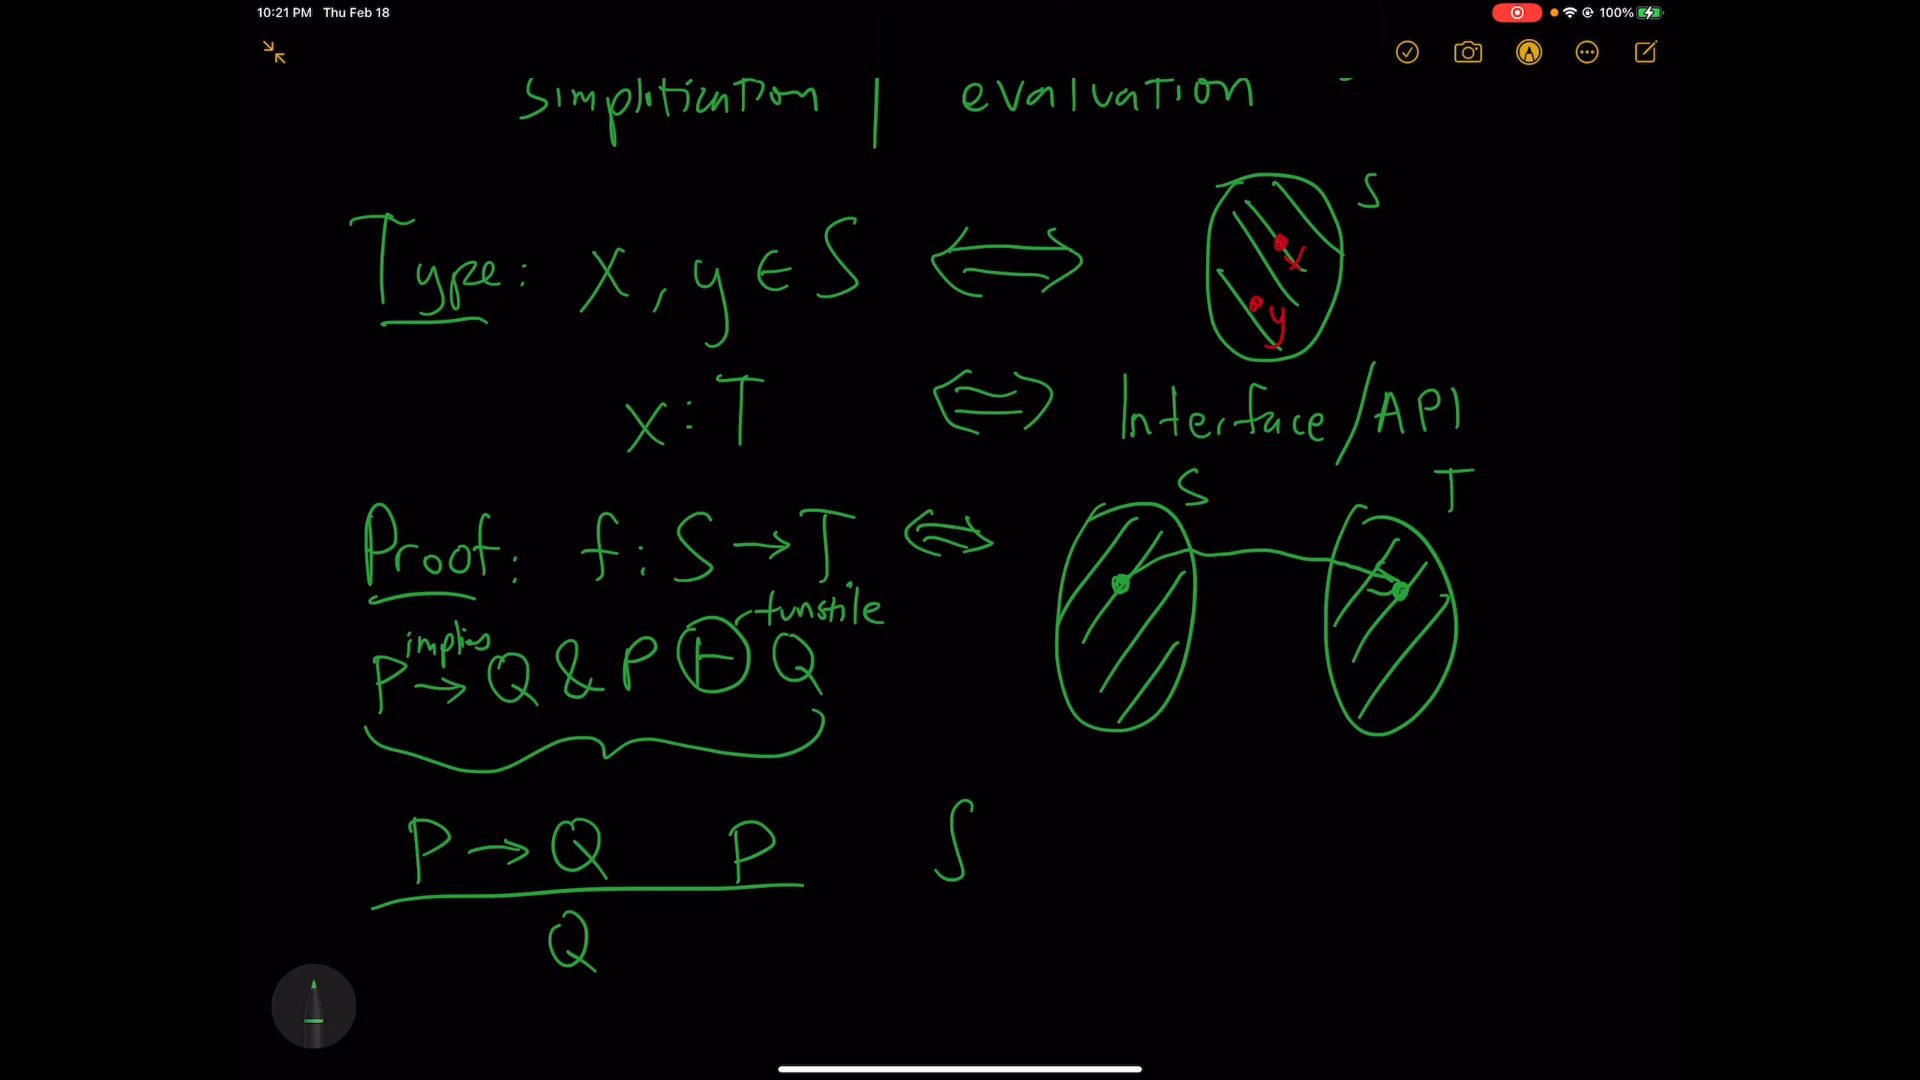 10:21 PM Thu Feb 18 100%
simplification | evaluation
S
Type: x, y ∈ S ⟺
x
y
x : T ⟺ Interface/API
S T
Proof: f : S → T ⟺
turnstile
implies
P → Q & P ⊢ Q
P → Q P S
Q